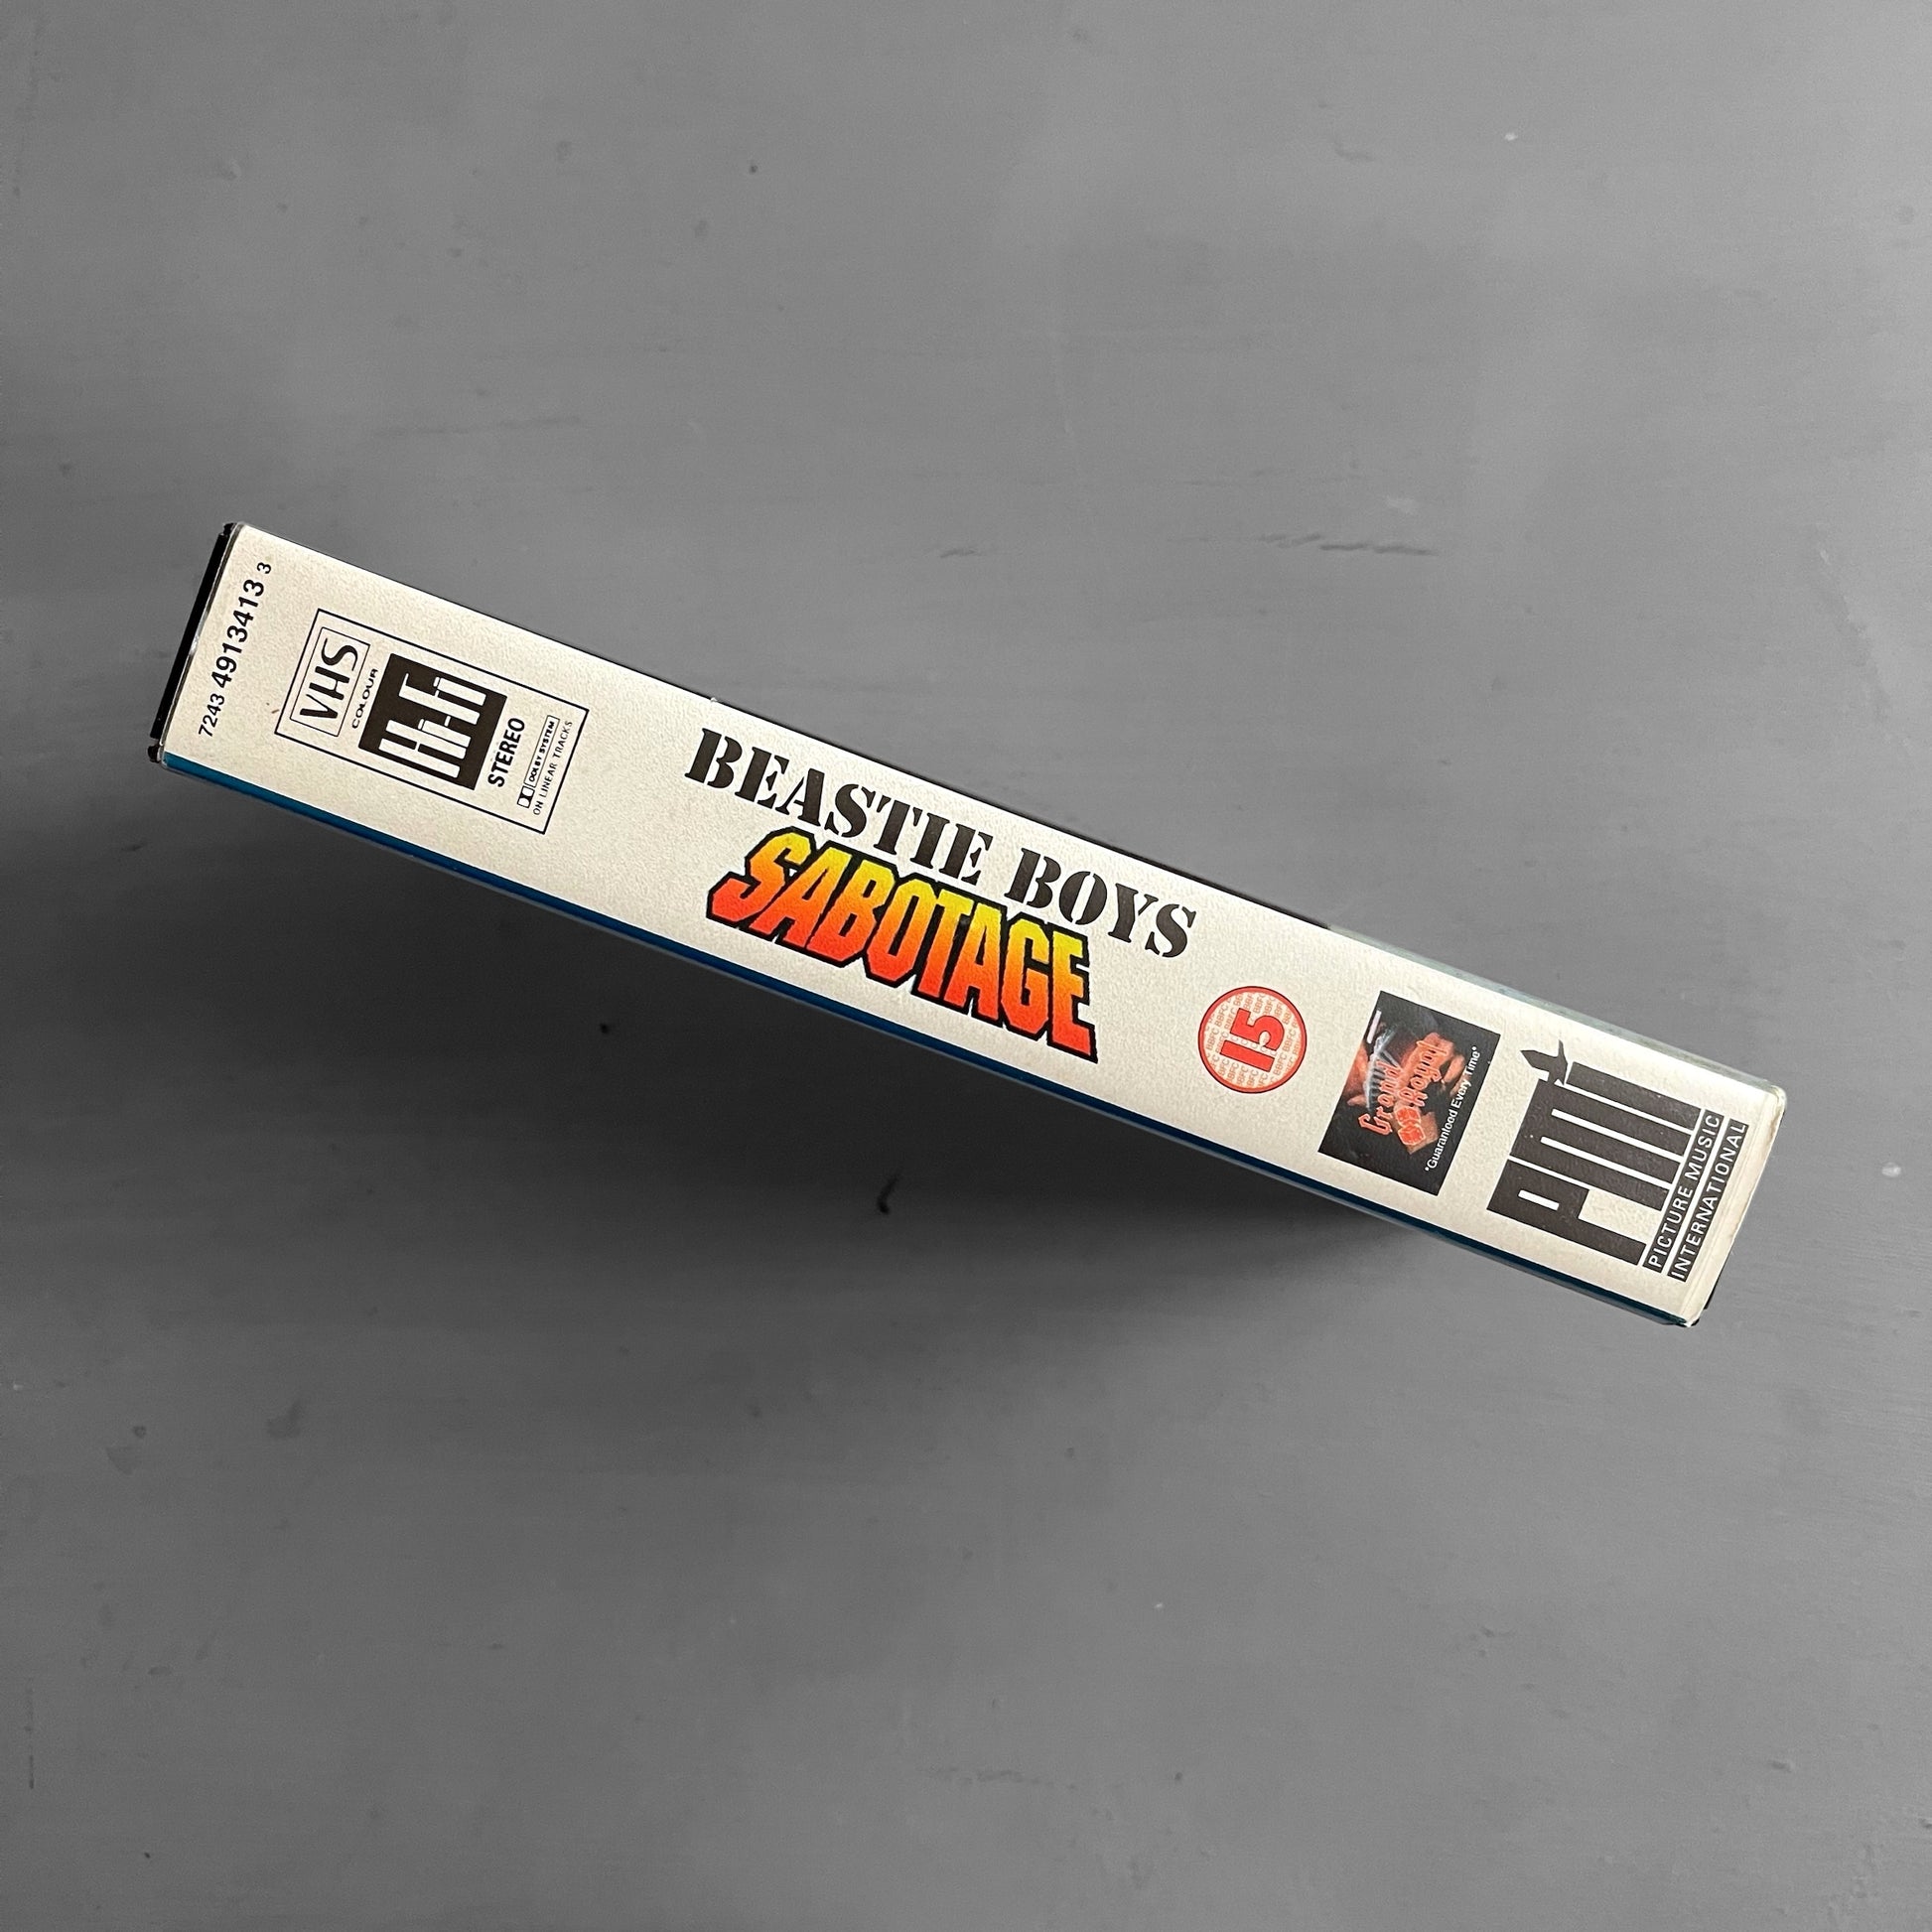 7243 4913413 3
VHS
COLOUR
HI-FI
STEREO
DOLBY SYSTEM
ON LINEAR TRACKS
BEASTIE BOYS
SABOTAGE
15
Grand
Royal
"Guaranteed Every Time"
PMI
PICTURE MUSIC
INTERNATIONAL